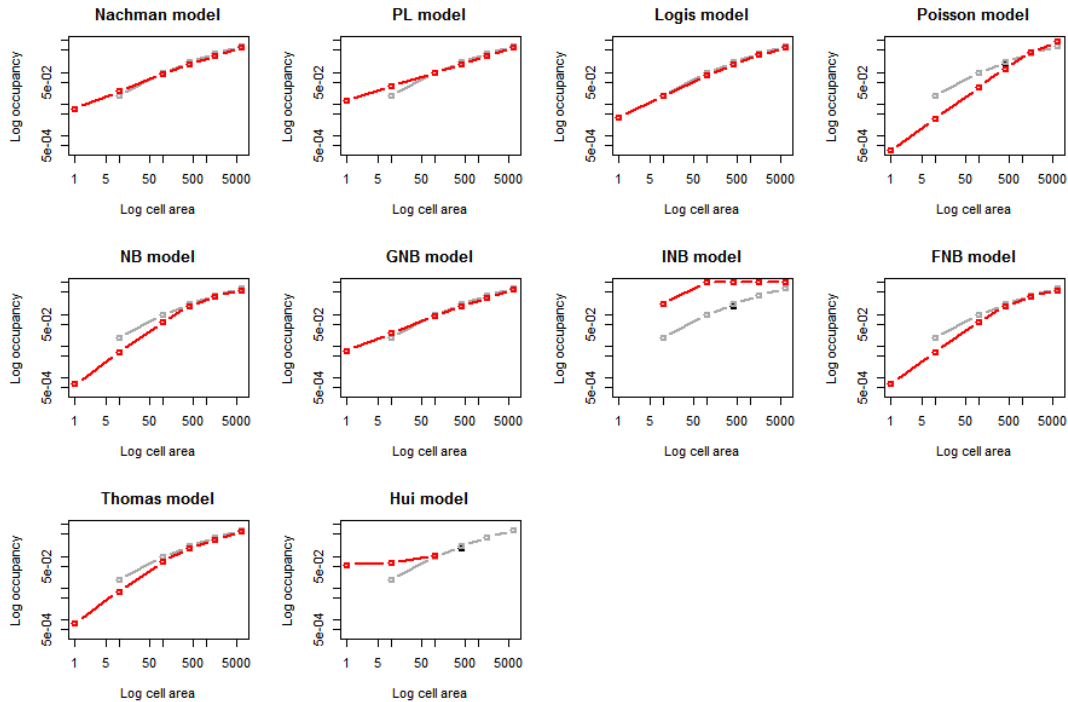 Nachman model
PL model
Logis model
Poisson model
Log occupancy
5e-04 5e-02
1 5 50 500 5000
Log cell area
Log occupancy
5e-04 5e-02
1 5 50 500 5000
Log cell area
Log occupancy
5e-04 5e-02
1 5 50 500 5000
Log cell area
Log occupancy
5e-04 5e-02
1 5 50 500 5000
Log cell area
NB model
GNB model
INB model
FNB model
Log occupancy
5e-04 5e-02
1 5 50 500 5000
Log cell area
Log occupancy
5e-04 5e-02
1 5 50 500 5000
Log cell area
Log occupancy
5e-04 5e-02
1 5 50 500 5000
Log cell area
Log occupancy
5e-04 5e-02
1 5 50 500 5000
Log cell area
Thomas model
Hui model
Log occupancy
5e-04 5e-02
1 5 50 500 5000
Log cell area
Log occupancy
5e-04 5e-02
1 5 50 500 5000
Log cell area